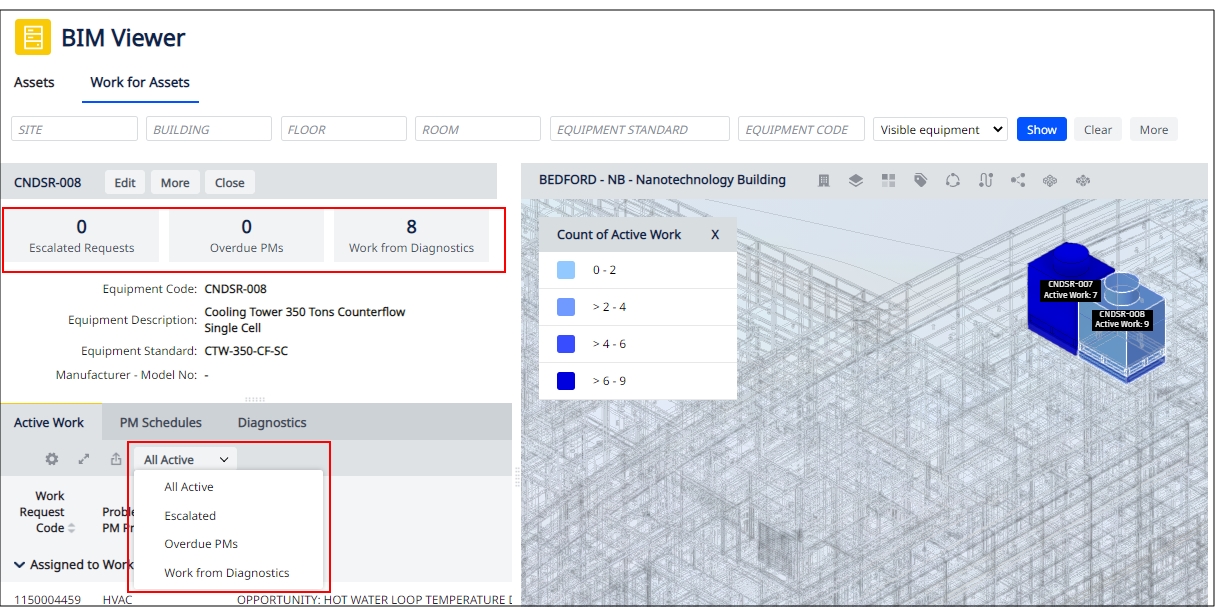 BIM Viewer
Assets
Work for Assets
SITE
BUILDING
FLOOR
ROOM
EQUIPMENT STANDARD
EQUIPMENT CODE
Visible equipment
Show
Clear
More
CNDSR-008
Edit
More
Close
0
Escalated Requests
0
Overdue PMs
8
Work from Diagnostics
Equipment Code: CNDSR-008
Equipment Description: Cooling Tower 350 Tons Counterflow
Single Cell
Equipment Standard: CTW-350-CF-SC
Manufacturer - Model No: -
Active Work
PM Schedules
Diagnostics
All Active
All Active
Escalated
Overdue PMs
Work from Diagnostics
Work
Request
Code
Proble
PM Pr
Assigned to Work
1150004459
HVAC
OPPORTUNITY: HOT WATER LOOP TEMPERATURE D
BEDFORD - NB - Nanotechnology Building
Count of Active Work
X
0 - 2
> 2 - 4
> 4 - 6
> 6 - 9
CNDSR-007
Active Work: 7
CNDSR-008
Active Work: 9